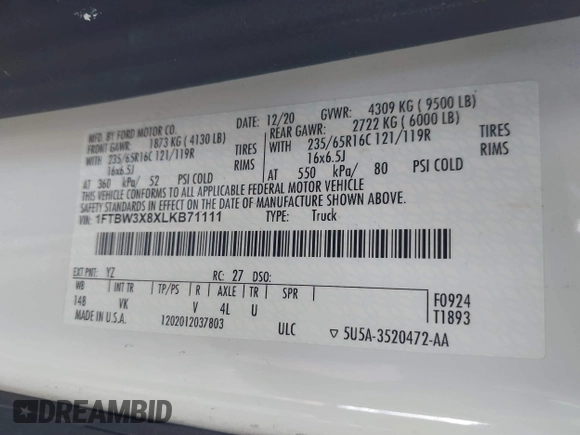 MFD. BY FORD MOTOR CO.
DATE: 12/20 GVWR: 4309 KG ( 9500 LB)
FRONT GAWR: 1873 KG ( 4130 LB) REAR GAWR: 2722 KG ( 6000 LB)
WITH 235/65R16C 121/119R TIRES WITH 235/65R16C 121/119R TIRES
16x6.5J RIMS 16x6.5J RIMS
AT 360 kPa/ 52 PSI COLD AT 550 kPa/ 80 PSI COLD
THIS VEHICLE CONFORMS TO ALL APPLICABLE FEDERAL MOTOR VEHICLE
SAFETY STANDARDS IN EFFECT ON THE DATE OF MANUFACTURE SHOWN ABOVE.
VIN: 1FTBW3X8XLKB71111 TYPE: Truck
EXT PNT: YZ RC: 27 DSO:
WB INT TR TP/PS R AXLE TR SPR F0924
148 VK V 4L U T1893
MADE IN U.S.A. 1202012037803 ULC ▽ 5U5A-3520472-AA
DREAMBID